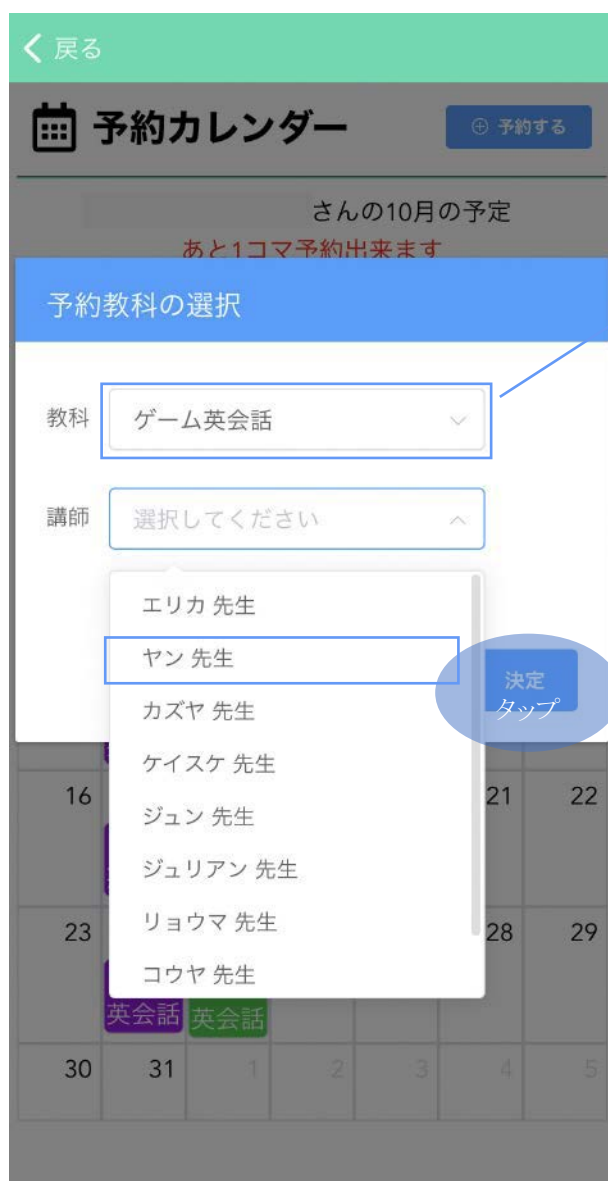 戻る
予約カレンダー
予約する
さんの10月の予定
あと1コマ予約出来ます
予約教科の選択
教科 ゲーム英会話
講師 選択してください
エリカ 先生
ヤン 先生
決定
タップ
カズヤ 先生
ケイスケ 先生
16 21 22
ジュン 先生
ジュリアン 先生
リョウマ 先生
23 28 29
コウヤ 先生
英会話 英会話
30 31 1 2 3 4 5